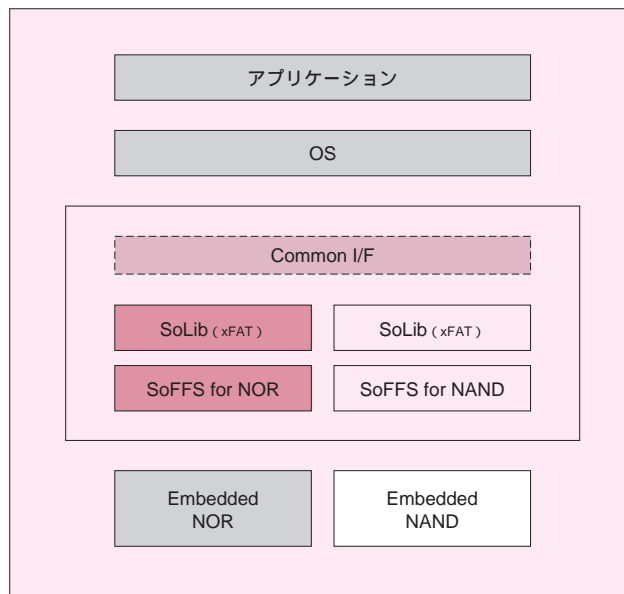 アプリケーション
OS
Common I/F
SoLib（xFAT）
SoLib（xFAT）
SoFFS for NOR
SoFFS for NAND
Embedded
NOR
Embedded
NAND